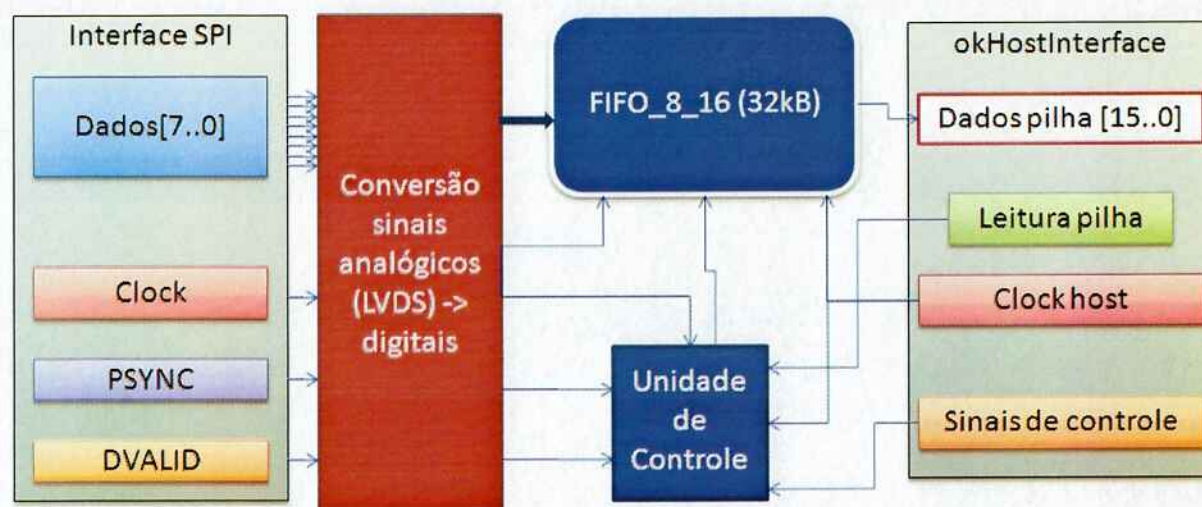 Interface SPI
Dados[7..0]
Clock
PSYNC
DVALID
Conversão
sinais
analógicos
(LVDS) ->
digitais
FIFO_8_16 (32kB)
Unidade
de
Controle
okHostInterface
Dados pilha [15..0]
Leitura pilha
Clock host
Sinais de controle